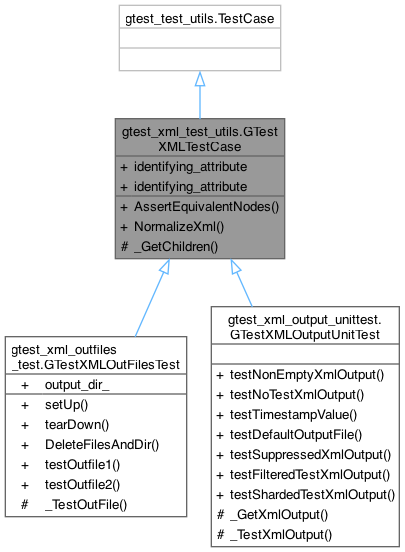 gtest_test_utils.TestCase
gtest_xml_test_utils.GTest
XMLTestCase
+ identifying_attribute
+ identifying_attribute
+ AssertEquivalentNodes()
+ NormalizeXml()
# _GetChildren()
gtest_xml_outfiles
_test.GTestXMLOutFilesTest
+ output_dir_
+ setUp()
+ tearDown()
+ DeleteFilesAndDir()
+ testOutfile1()
+ testOutfile2()
# _TestOutFile()
gtest_xml_output_unittest.
GTestXMLOutputUnitTest
+ testNonEmptyXmlOutput()
+ testNoTestXmlOutput()
+ testTimestampValue()
+ testDefaultOutputFile()
+ testSuppressedXmlOutput()
+ testFilteredTestXmlOutput()
+ testShardedTestXmlOutput()
# _GetXmlOutput()
# _TestXmlOutput()